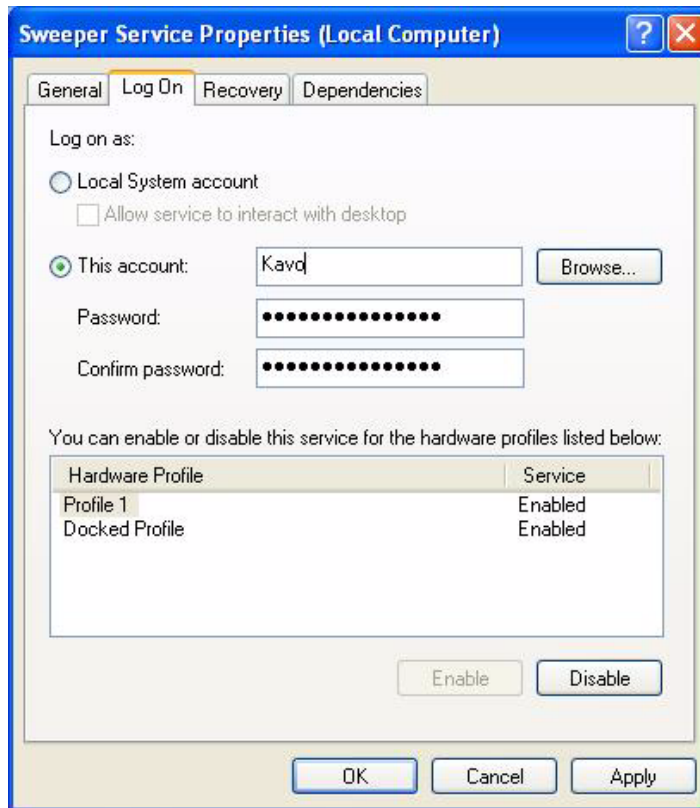 Sweeper Service Properties (Local Computer)
General Log On Recovery Dependencies
Log on as:
Local System account
Allow service to interact with desktop
This account: Kavo Browse...
Password: ●●●●●●●●●●●●●●●
Confirm password: ●●●●●●●●●●●●●●●
You can enable or disable this service for the hardware profiles listed below:
Hardware Profile Service
Profile 1 Enabled
Docked Profile Enabled
Enable Disable
OK Cancel Apply